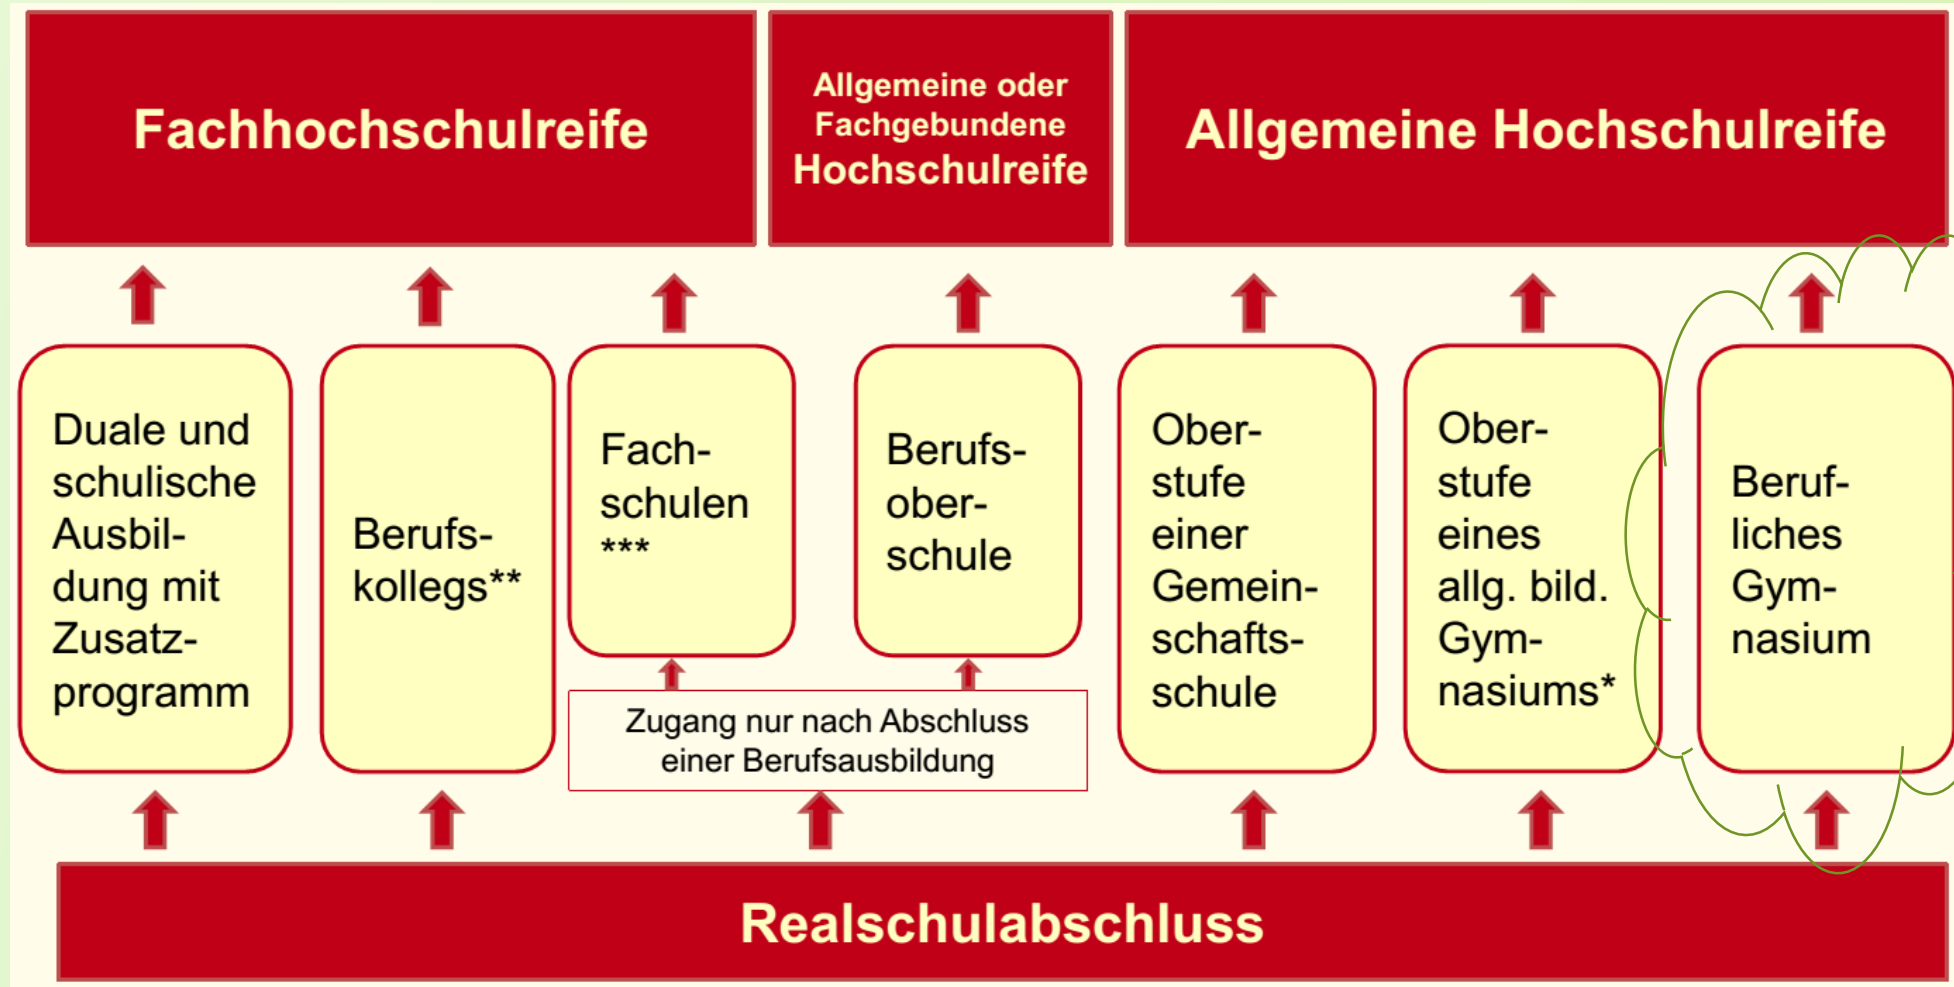 Fachhochschulreife
Allgemeine oder
Fachgebundene
Hochschulreife
Allgemeine Hochschulreife
Duale und
schulische
Ausbil-
dung mit
Zusatz-
programm
Berufs-
kollegs**
Fach-
schulen
***
Berufs-
ober-
schule
Ober-
stufe
einer
Gemein-
schafts-
schule
Ober-
stufe
eines
allg. bild.
Gym-
nasiums*
Beruf-
liches
Gym-
nasium
Zugang nur nach Abschluss
einer Berufsausbildung
Realschulabschluss